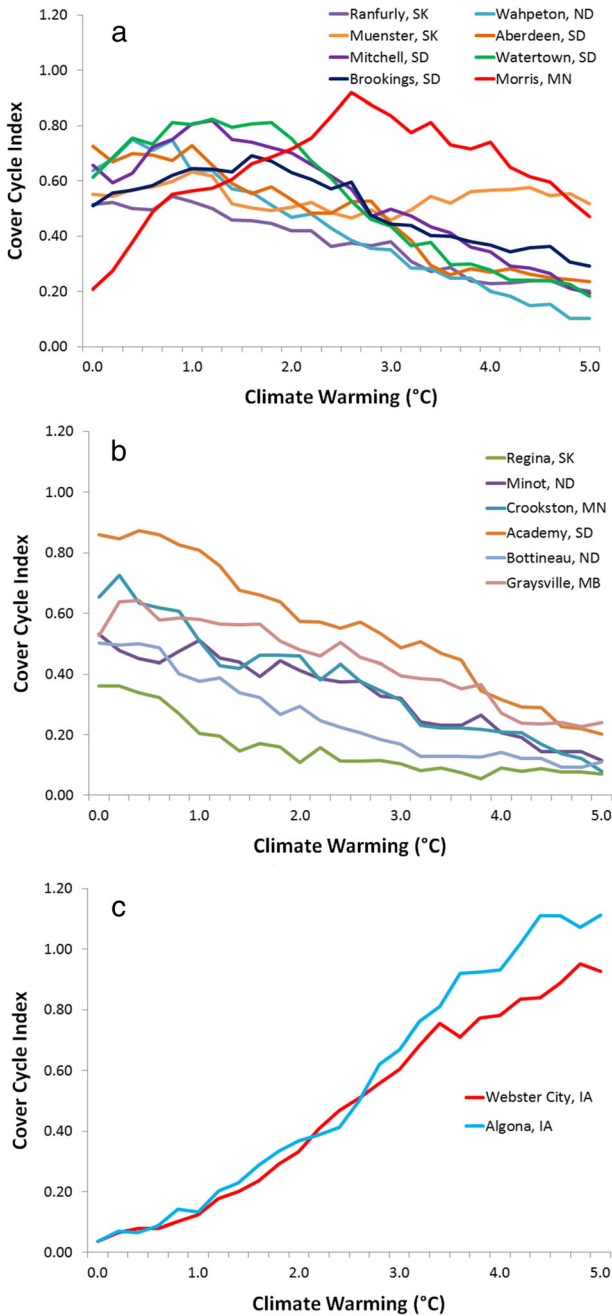 a
Ranfurly, SK Wahpeton, ND
Muenster, SK Aberdeen, SD
Mitchell, SD Watertown, SD
Brookings, SD Morris, MN
Cover Cycle Index
1.20
1.00
0.80
0.60
0.40
0.20
0.00
0.0 1.0 2.0 3.0 4.0 5.0
Climate Warming (°C)
b
Regina, SK
Minot, ND
Crookston, MN
Academy, SD
Bottineau, ND
Graysville, MB
Cover Cycle Index
1.20
1.00
0.80
0.60
0.40
0.20
0.00
0.0 1.0 2.0 3.0 4.0 5.0
Climate Warming (°C)
c
Webster City, IA
Algona, IA
Cover Cycle Index
1.20
1.00
0.80
0.60
0.40
0.20
0.00
0.0 1.0 2.0 3.0 4.0 5.0
Climate Warming (°C)